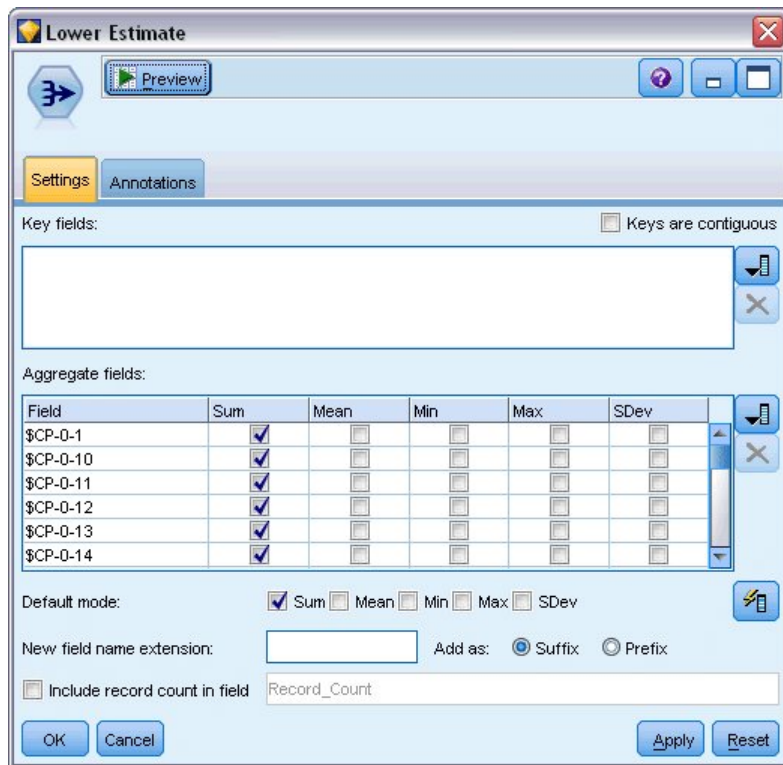 Lower Estimate
Preview
Settings Annotations
Key fields: Keys are contiguous
Aggregate fields:
Field Sum Mean Min Max SDev
$CP-0-1
$CP-0-10
$CP-0-11
$CP-0-12
$CP-0-13
$CP-0-14
Default mode: Sum Mean Min Max SDev
New field name extension: Add as: Suffix Prefix
Include record count in field Record_Count
OK Cancel Apply Reset